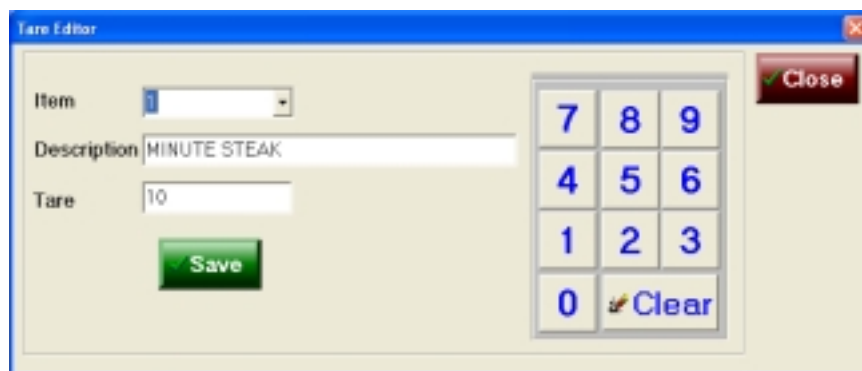 Tare Editor
Close
Item 1
Description MINUTE STEAK
Tare 10
Save
7 8 9
4 5 6
1 2 3
0 Clear